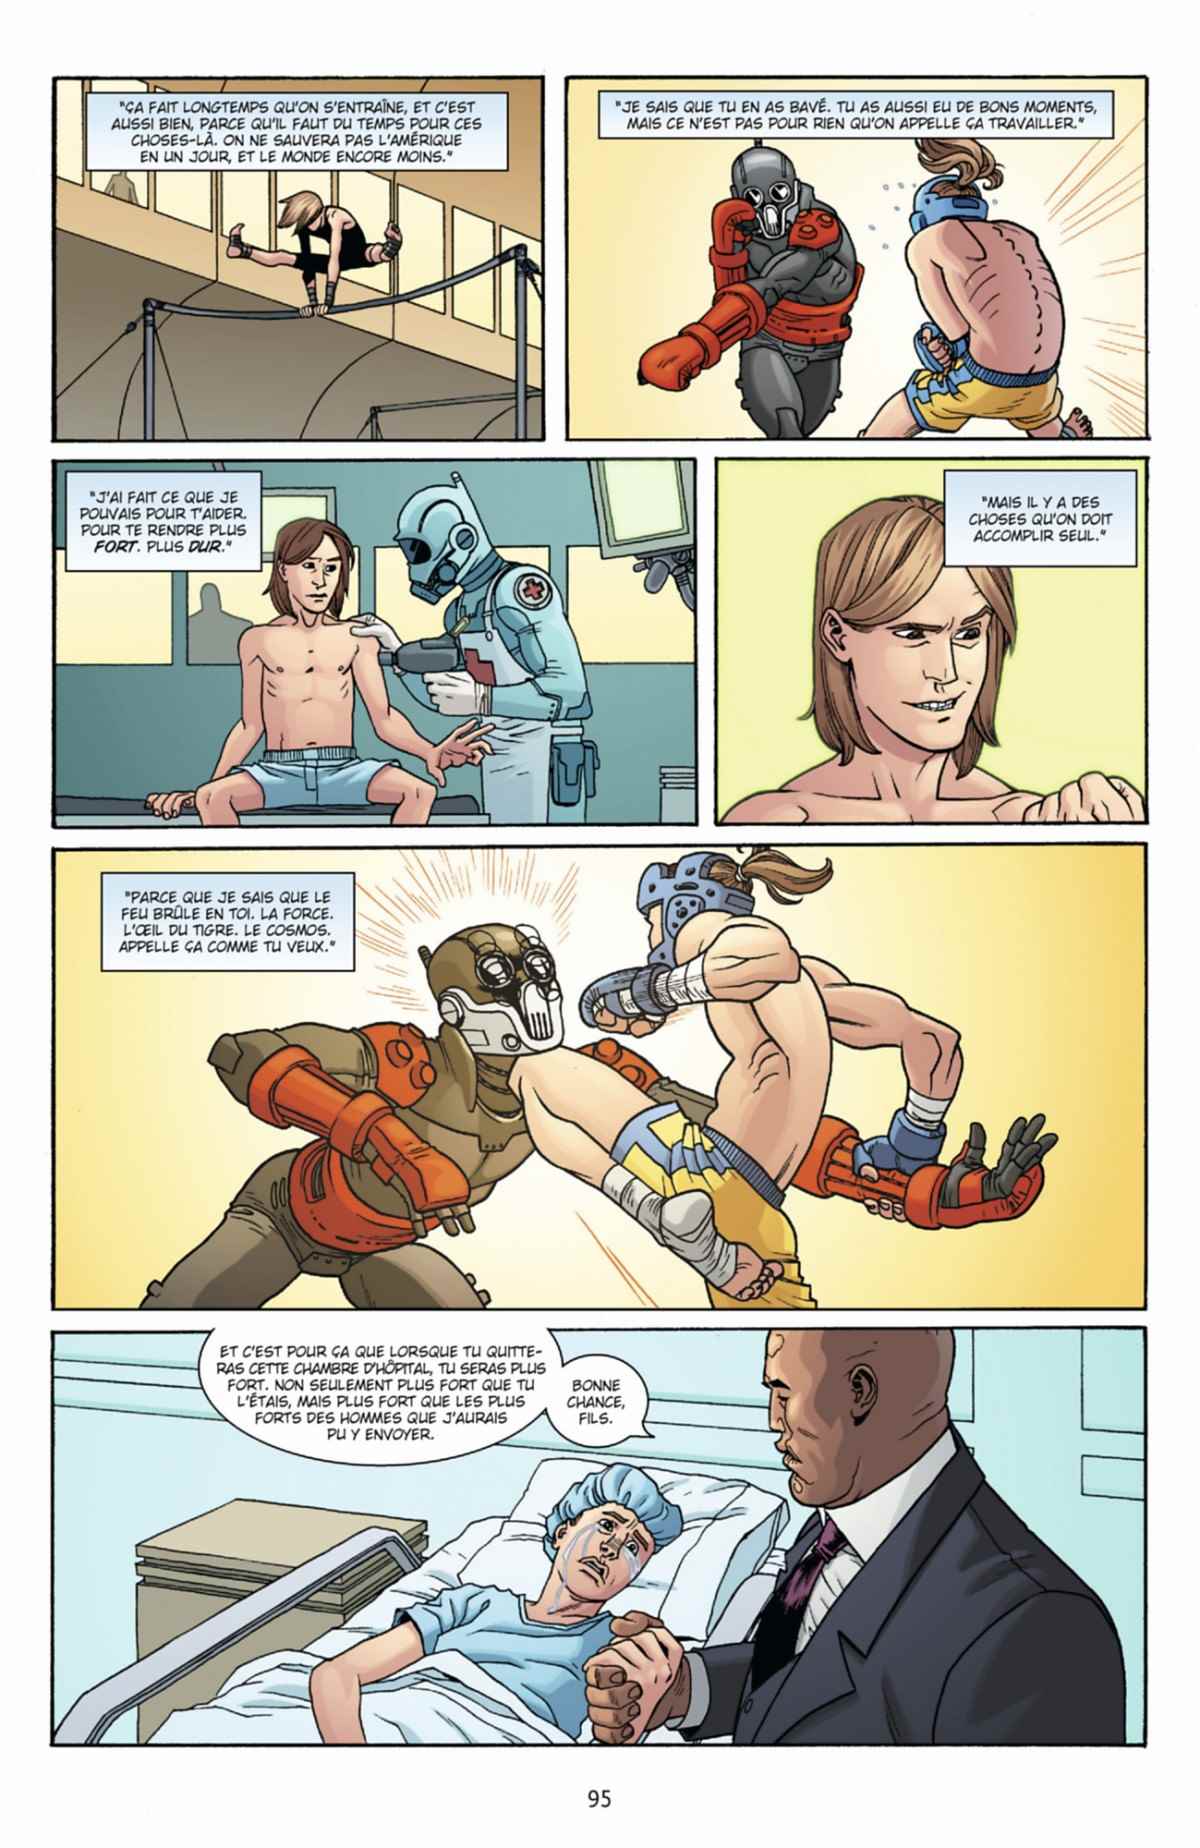 "ÇA FAIT LONGTEMPS QU'ON S'ENTRAÎNE, ET C'EST
AUSSI BIEN, PARCE QU'IL FAUT DU TEMPS POUR CES
CHOSES-LÀ. ON NE SAUVERA PAS L'AMÉRIQUE
EN UN JOUR, ET LE MONDE ENCORE MOINS."
"JE SAIS QUE TU EN AS BAVÉ. TU AS AUSSI EU DE BONS MOMENTS,
MAIS CE N'EST PAS POUR RIEN QU'ON APPELLE ÇA TRAVAILLER."
"J'AI FAIT CE QUE JE
POUVAIS POUR T'AIDER.
POUR TE RENDRE PLUS
FORT. PLUS DUR."
"MAIS IL Y A DES
CHOSES QU'ON DOIT
ACCOMPLIR SEUL."
"PARCE QUE JE SAIS QUE LE
FEU BRÛLE EN TOI. LA FORCE.
L'ŒIL DU TIGRE. LE COSMOS.
APPELLE ÇA COMME TU VEUX."
ET C'EST POUR ÇA QUE LORSQUE TU QUITTE-
RAS CETTE CHAMBRE D'HÔPITAL, TU SERAS PLUS
FORT. NON SEULEMENT PLUS FORT QUE TU
L'ÉTAIS, MAIS PLUS FORT QUE LES PLUS
FORTS DES HOMMES QUE J'AURAIS
PU Y ENVOYER.
BONNE
CHANCE,
FILS.
95